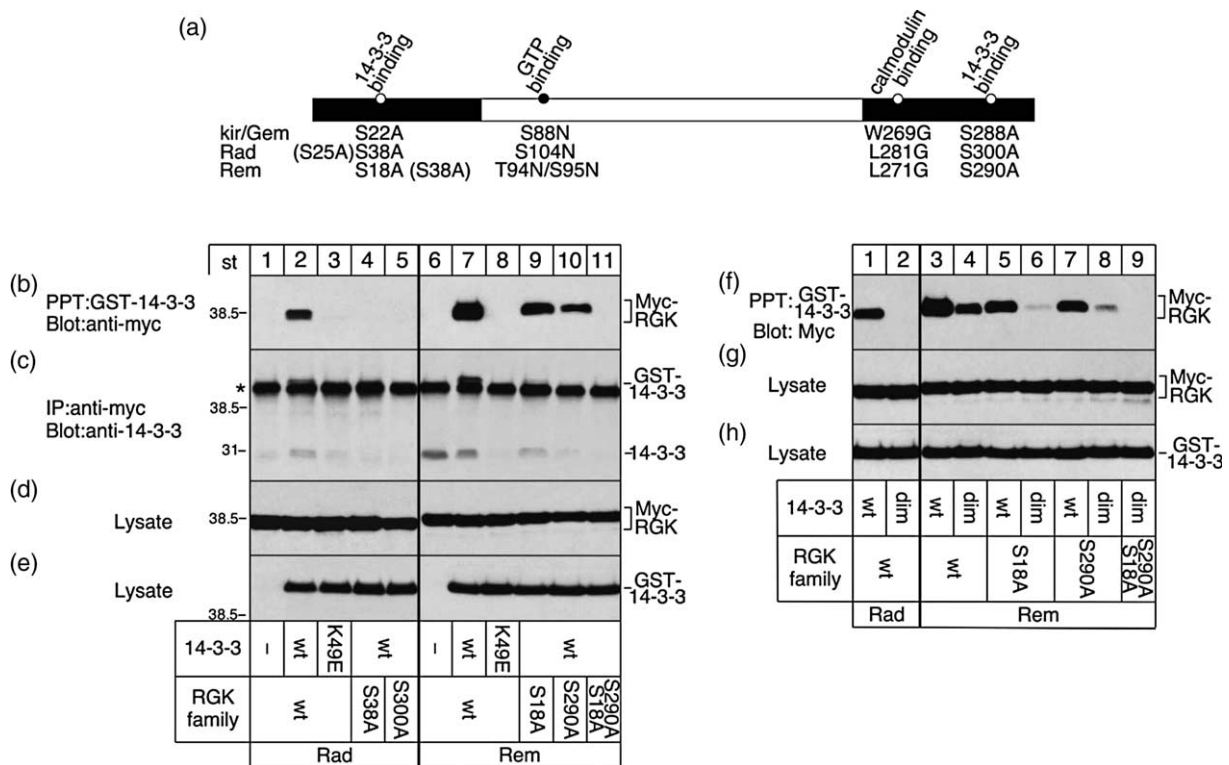 (a)
14-3-3 binding
GTP binding
calmodulin binding
14-3-3 binding
kir/Gem S22A S88N W269G S288A
Rad (S25A) S38A S104N L281G S300A
Rem S18A (S38A) T94N/S95N L271G S290A
st 1 2 3 4 5 6 7 8 9 10 11
(b)
PPT:GST-14-3-3
Blot:anti-myc
38.5–
Myc-
RGK
(c)
*
38.5–
IP:anti-myc
Blot:anti-14-3-3
31–
GST-
14-3-3
14-3-3
(d)
Lysate
38.5–
Myc-
RGK
(e)
Lysate
38.5–
GST-
14-3-3
14-3-3 – wt K49E wt – wt K49E wt
RGK
family
wt S38A S300A wt S18A S290A S290A S18A
Rad Rem
1 2 3 4 5 6 7 8 9
(f)
PPT: GST-
14-3-3
Blot: Myc
Myc-
RGK
(g)
Lysate
Myc-
RGK
(h)
Lysate
GST-
14-3-3
14-3-3 wt dim wt dim wt dim wt dim dim
RGK
family
wt wt S18A S290A S290A S18A
Rad Rem